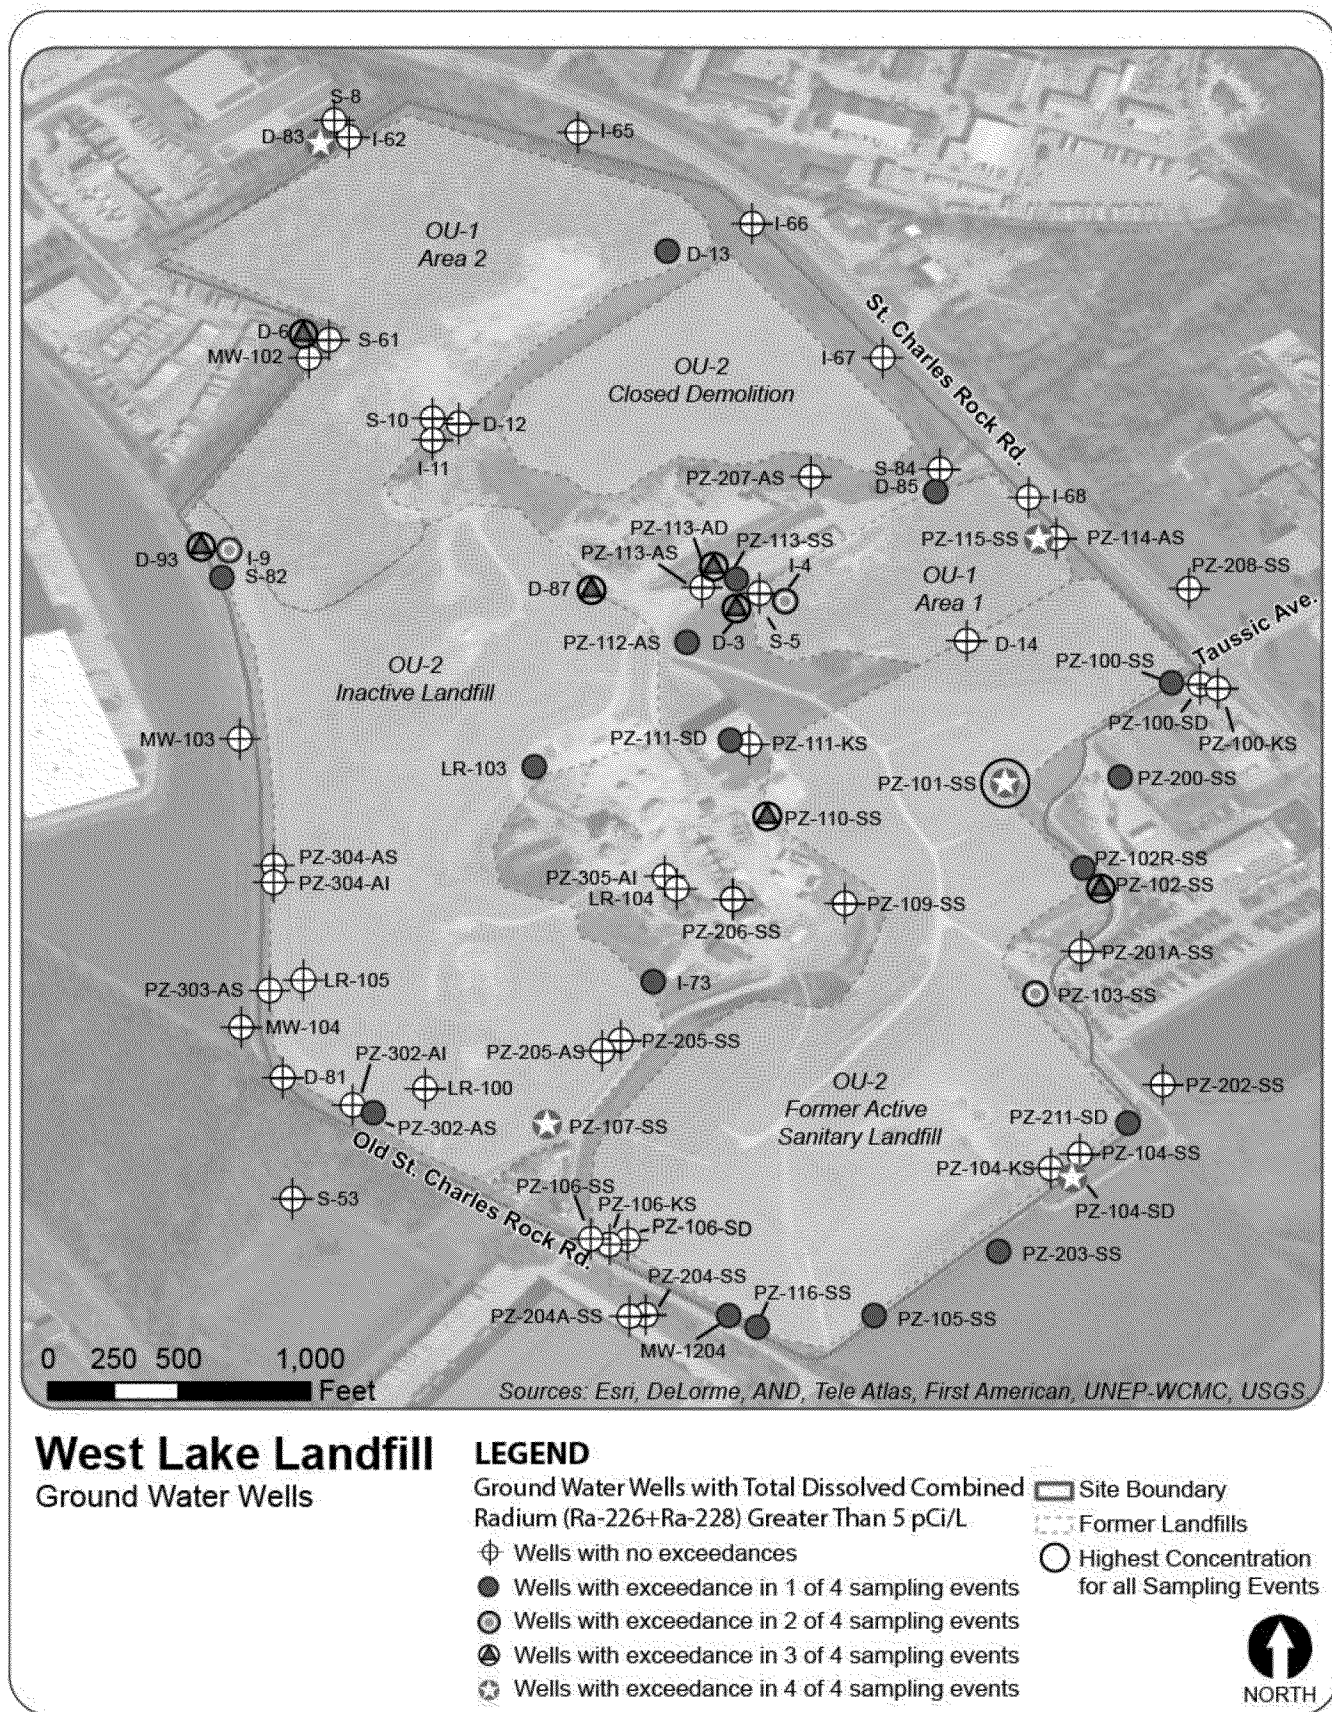 S-8
D-83
I-62
I-65
OU-1
Area 2
I-66
D-13
St. Charles Rock Rd.
D-6
S-61
MW-102
I-67
OU-2
Closed Demolition
S-10
D-12
I-11
PZ-207-AS
S-84
D-85
I-68
PZ-113-AD
PZ-113-SS
PZ-115-SS
PZ-114-AS
PZ-113-AS
I-4
D-93
I-9
S-82
D-87
OU-1
Area 1
PZ-208-SS
Taussic Ave.
PZ-112-AS
D-3
S-5
D-14
OU-2
Inactive Landfill
PZ-100-SS
PZ-100-SD
PZ-100-KS
MW-103
PZ-111-SD
PZ-111-KS
LR-103
PZ-101-SS
PZ-200-SS
PZ-110-SS
PZ-304-AS
PZ-304-AI
PZ-305-AI
LR-104
PZ-102R-SS
PZ-102-SS
PZ-109-SS
PZ-206-SS
PZ-201A-SS
LR-105
PZ-303-AS
I-73
PZ-103-SS
MW-104
PZ-205-AS
PZ-205-SS
PZ-302-AI
D-81
LR-100
OU-2
Former Active
Sanitary Landfill
PZ-202-SS
PZ-302-AS
PZ-107-SS
PZ-211-SD
Old St. Charles Rock Rd.
PZ-104-SS
PZ-104-KS
S-53
PZ-106-SS
PZ-106-KS
PZ-106-SD
PZ-104-SD
PZ-203-SS
PZ-204-SS
PZ-204A-SS
PZ-116-SS
MW-1204
PZ-105-SS
0 250 500 1,000
Feet
Sources: Esri, DeLorme, AND, Tele Atlas, First American, UNEP-WCMC, USGS
West Lake Landfill
Ground Water Wells
LEGEND
Ground Water Wells with Total Dissolved Combined
Radium (Ra-226+Ra-228) Greater Than 5 pCi/L
Wells with no exceedances
Wells with exceedance in 1 of 4 sampling events
Wells with exceedance in 2 of 4 sampling events
Wells with exceedance in 3 of 4 sampling events
Wells with exceedance in 4 of 4 sampling events
Site Boundary
Former Landfills
Highest Concentration
for all Sampling Events
NORTH